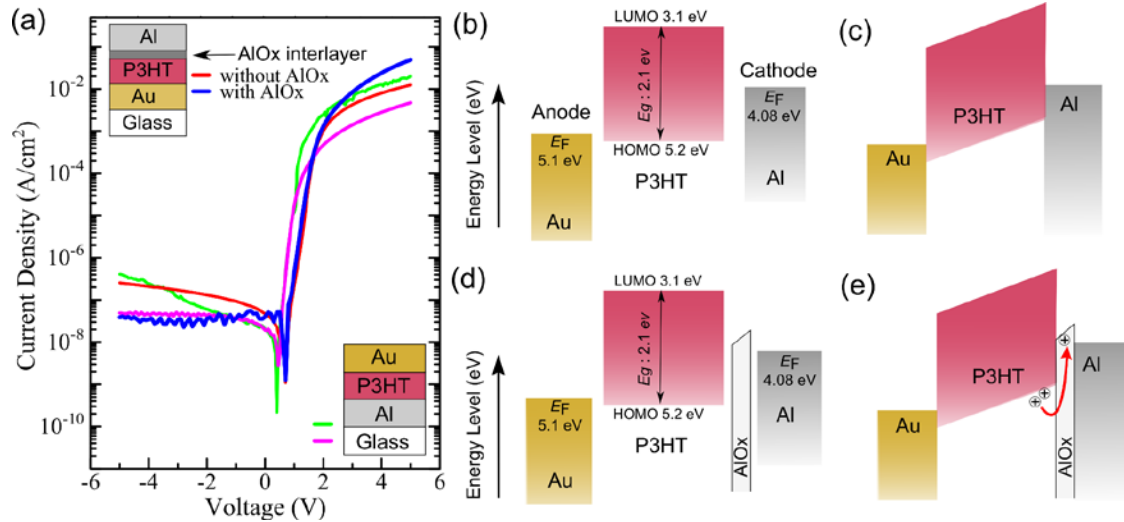 (a)
Al
AlOx interlayer
P3HT
without AlOx
Au
with AlOx
Glass
Current Density (A/cm²)
10⁻²
10⁻⁴
10⁻⁶
10⁻⁸
10⁻¹⁰
Au
P3HT
Al
Glass
-6 -4 -2 0 2 4 6
Voltage (V)
(b)
LUMO 3.1 eV
Energy Level (eV)
Anode
EF
5.1 eV
Au
Eg : 2.1 ev
HOMO 5.2 eV
P3HT
Cathode
EF
4.08 eV
Al
(c)
P3HT
Au
Al
(d)
LUMO 3.1 eV
Energy Level (eV)
EF
5.1 eV
Au
Eg : 2.1 ev
HOMO 5.2 eV
P3HT
AlOx
EF
4.08 eV
Al
(e)
P3HT
Au
AlOx
Al